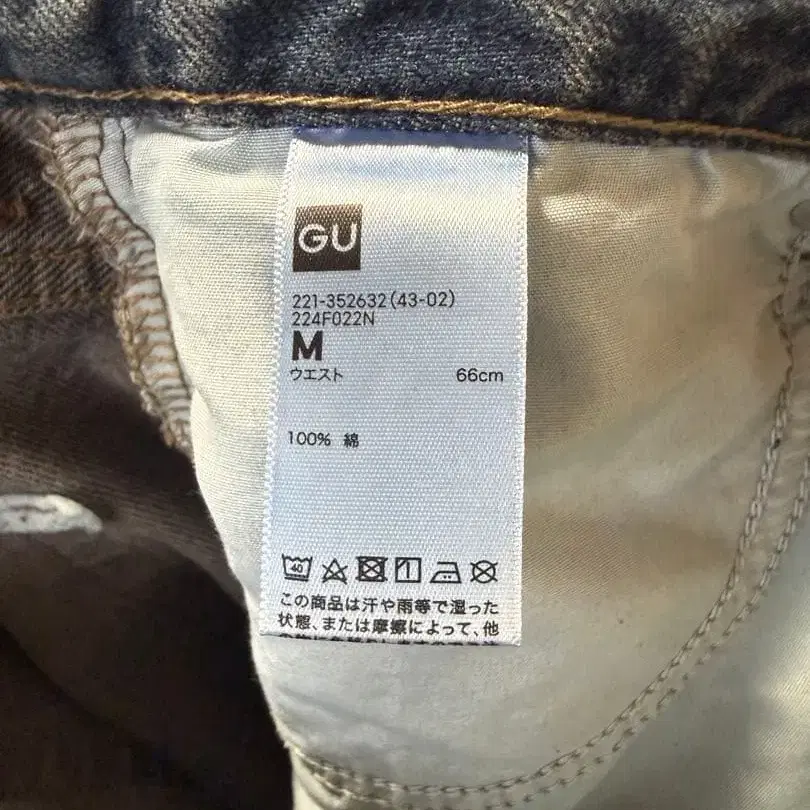 GU
221-352632(43-02)
224F022N
M
ウエスト 66cm
100% 綿
40
この商品は汗や雨等で湿った
状態、または摩擦によって、他